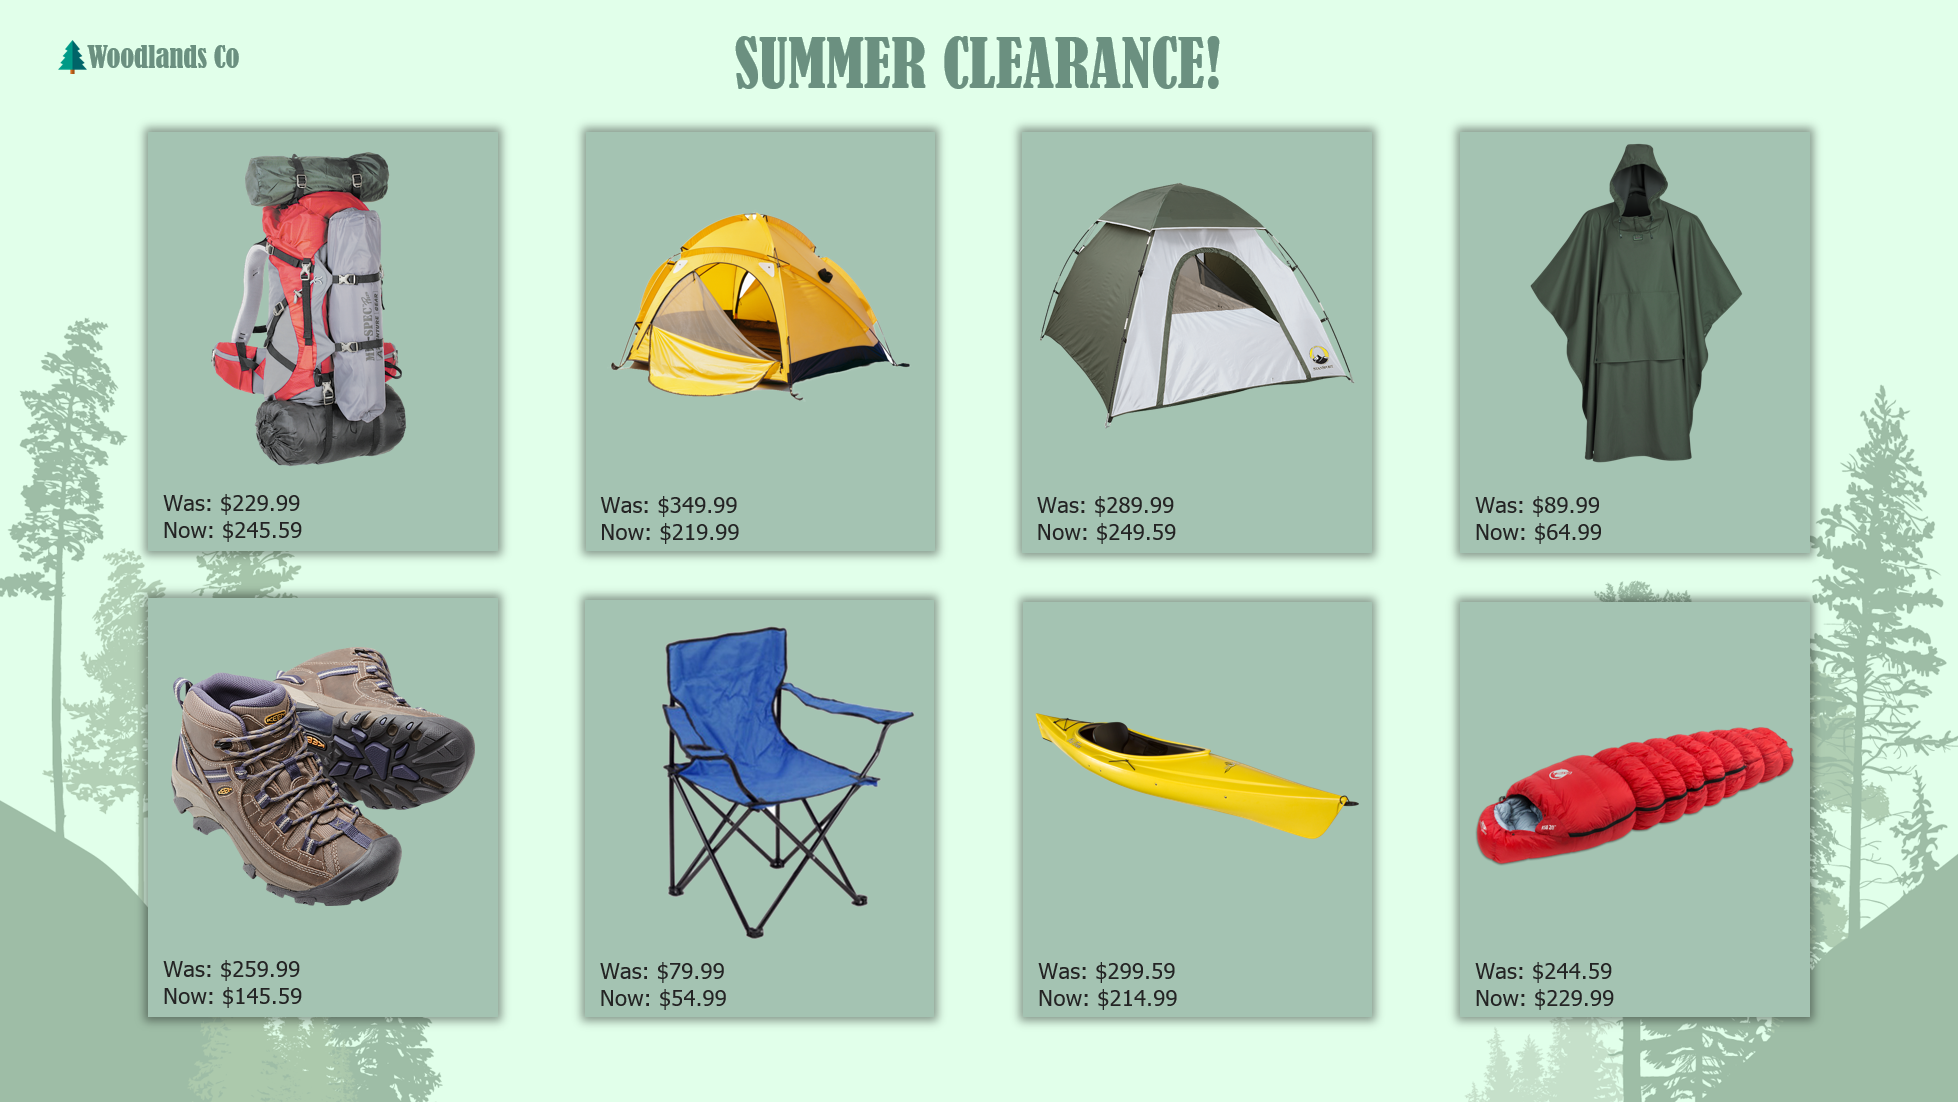 Woodlands Co
SUMMER CLEARANCE!
Was: $229.99
Now: $245.59
Was: $349.99
Now: $219.99
Was: $289.99
Now: $249.59
Was: $89.99
Now: $64.99
Was: $259.99
Now: $145.59
Was: $79.99
Now: $54.99
Was: $299.59
Now: $214.99
Was: $244.59
Now: $229.99